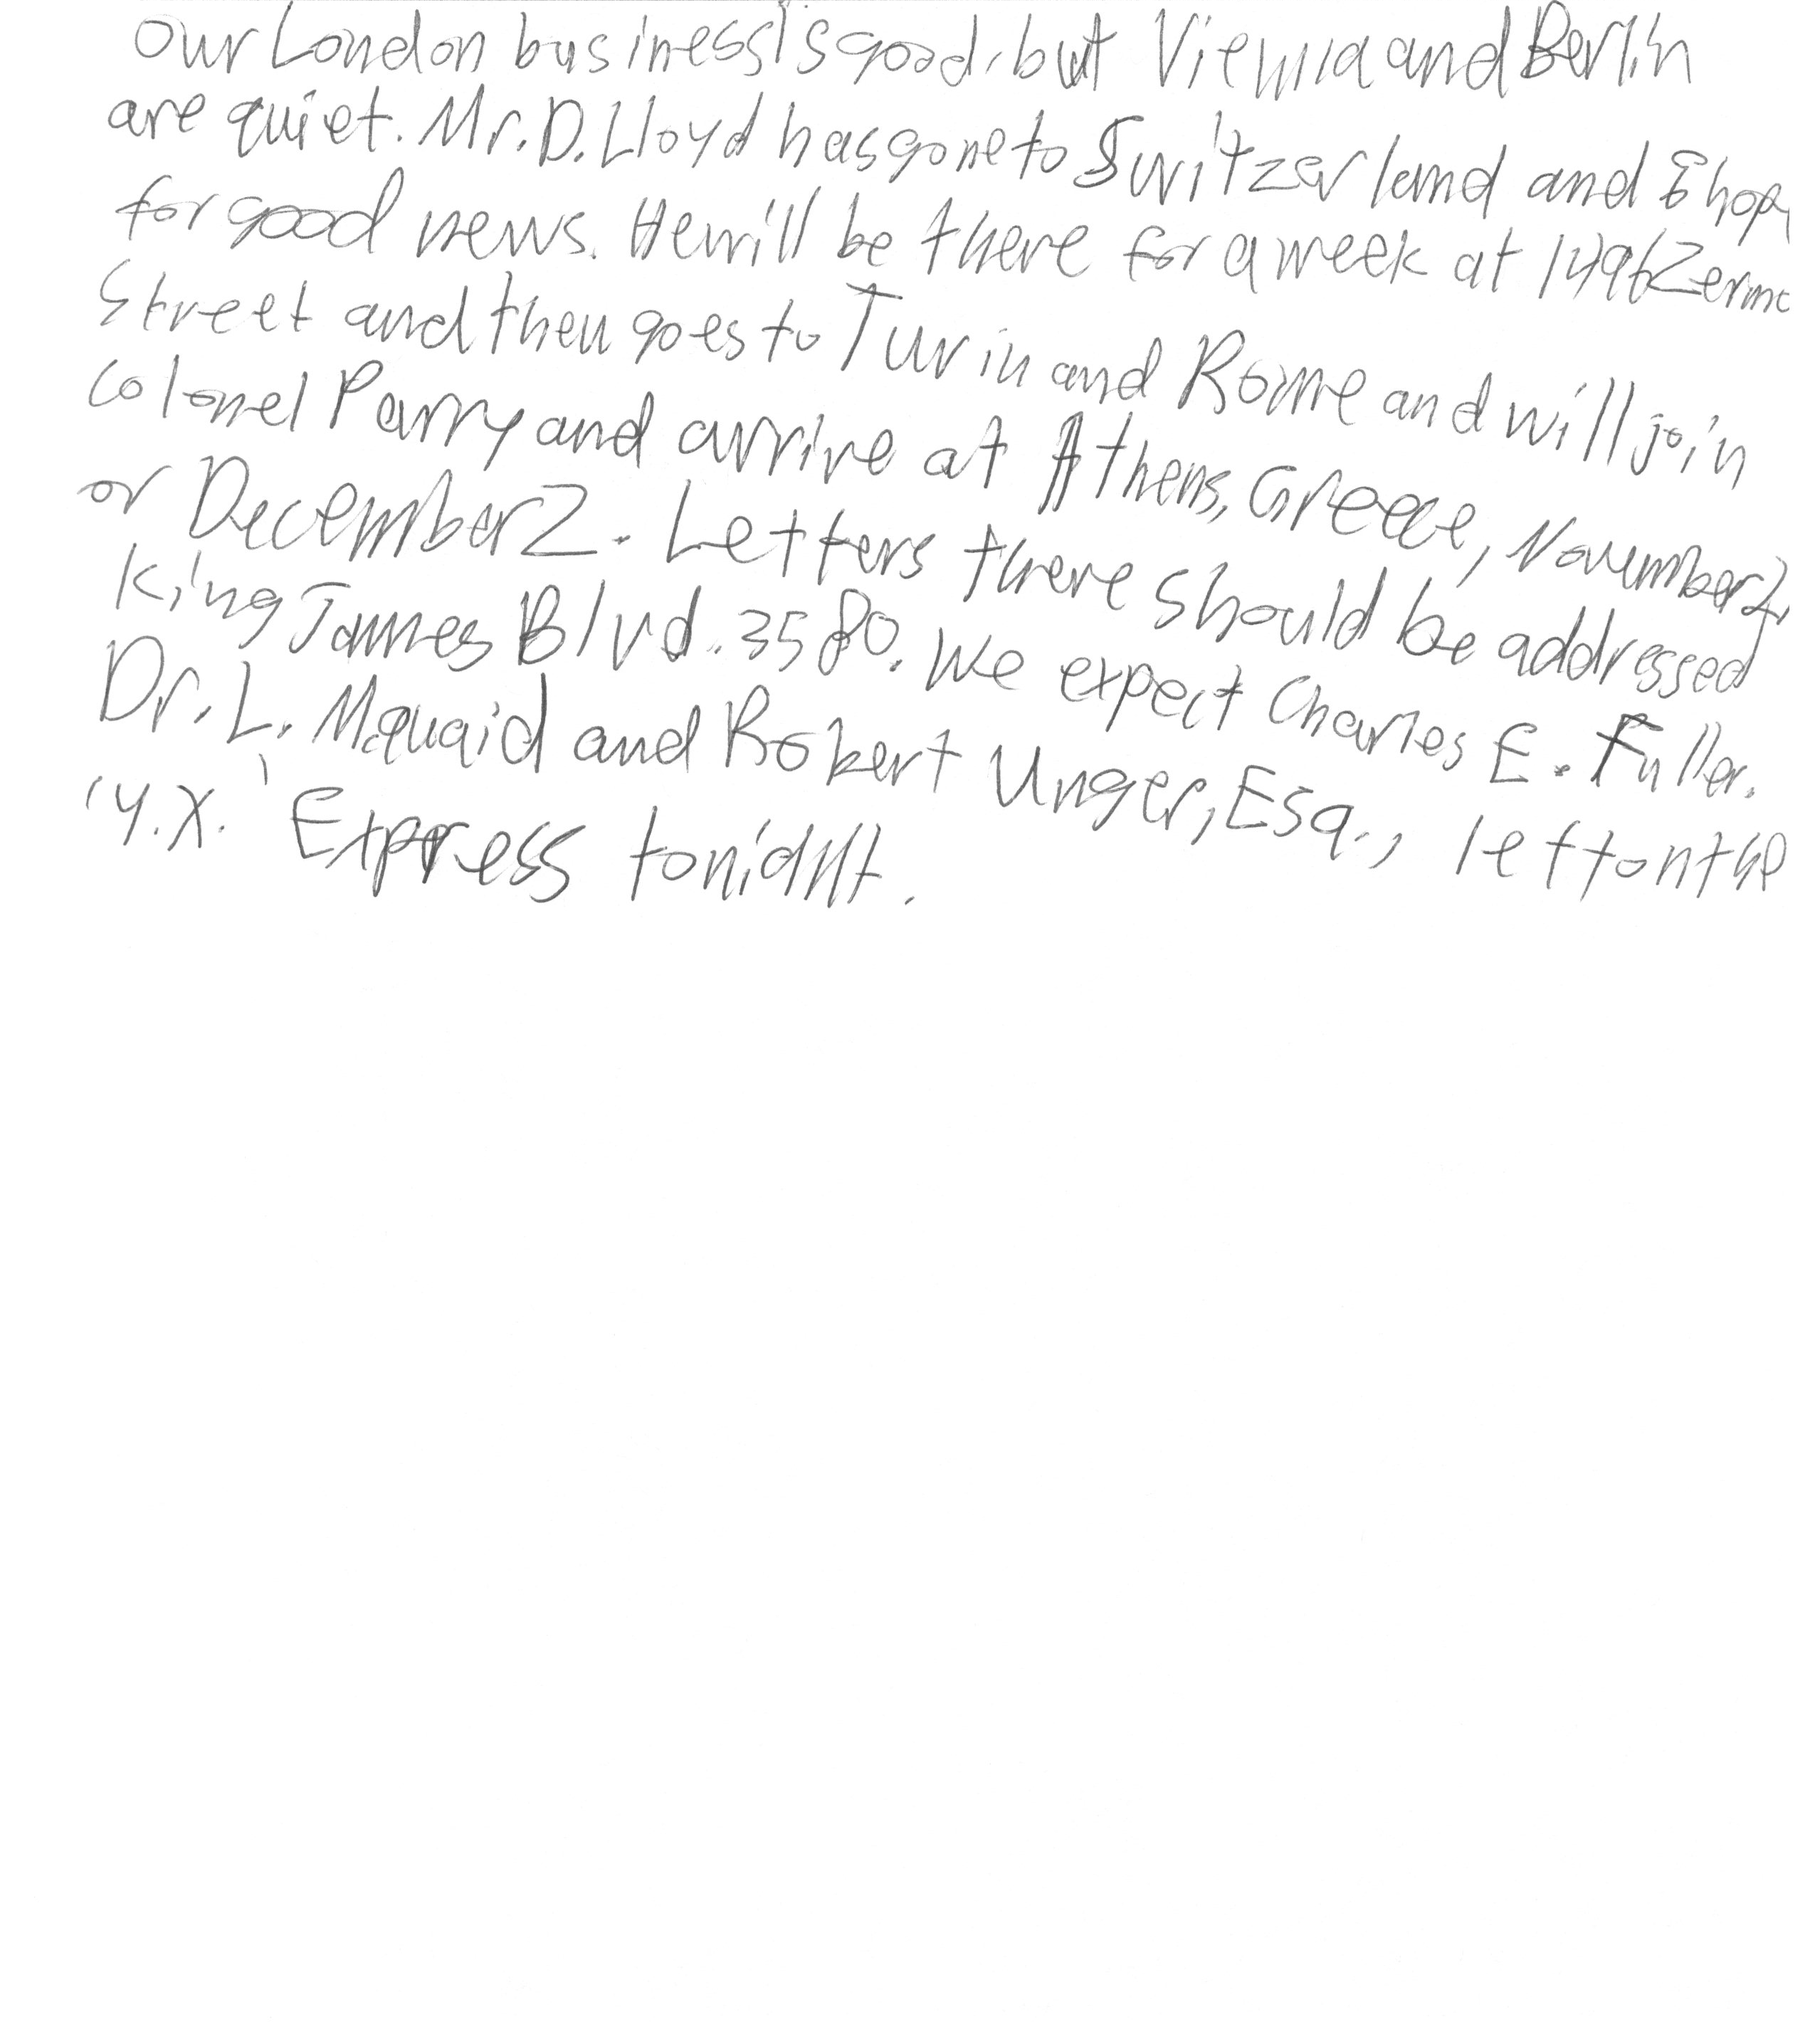 Our London business is good, but Vienna and Berlin
are quiet. Mr. D. Lloyd has gone to Switzerland and I hope
for good news. He will be there for a week at 1496 Zermo
Street and then goes to Turin and Rome and will join
Colonel Parry and arrive at Athens, Greece, November 2,
or December 2. Letters there should be addressed
King James Blvd. 3580. We expect Charles E. Fuller.
Dr. L. McQuaid and Robert Unger, Esq., left on the
'Y.X.' Express tonight.